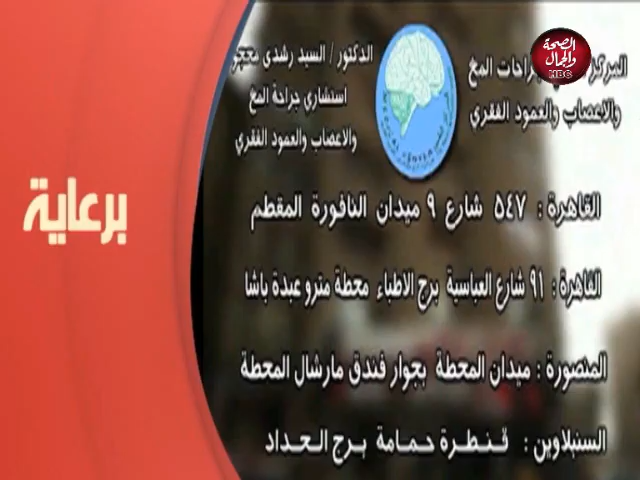 الصحة
والجمال
HBC
المركز
جراحات المخ
والاعصاب والعمود الفقري
الدكتور / السيد رشدى
استشاري جراحة المخ
والاعصاب والعمود الفقري
برعاية
القاهرة : ٥٤٧ شارع ٩ ميدان النافورة المقطم
القاهرة : ٩١ شارع العباسية برج الاطباء محطة مترو عبدة باشا
المنصورة : ميدان المحطة بجوار فندق مارشال المحطة
السنبلاوين : قنطرة حمامة برج الحداد